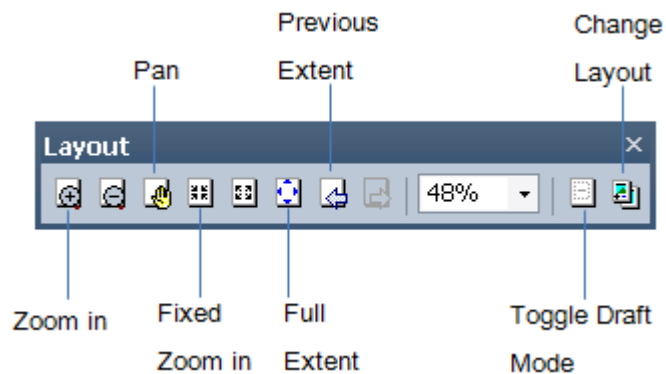 Previous
Extent
Change
Layout
Pan
Layout
48%
Zoom in
Fixed
Zoom in
Full
Extent
Toggle Draft
Mode